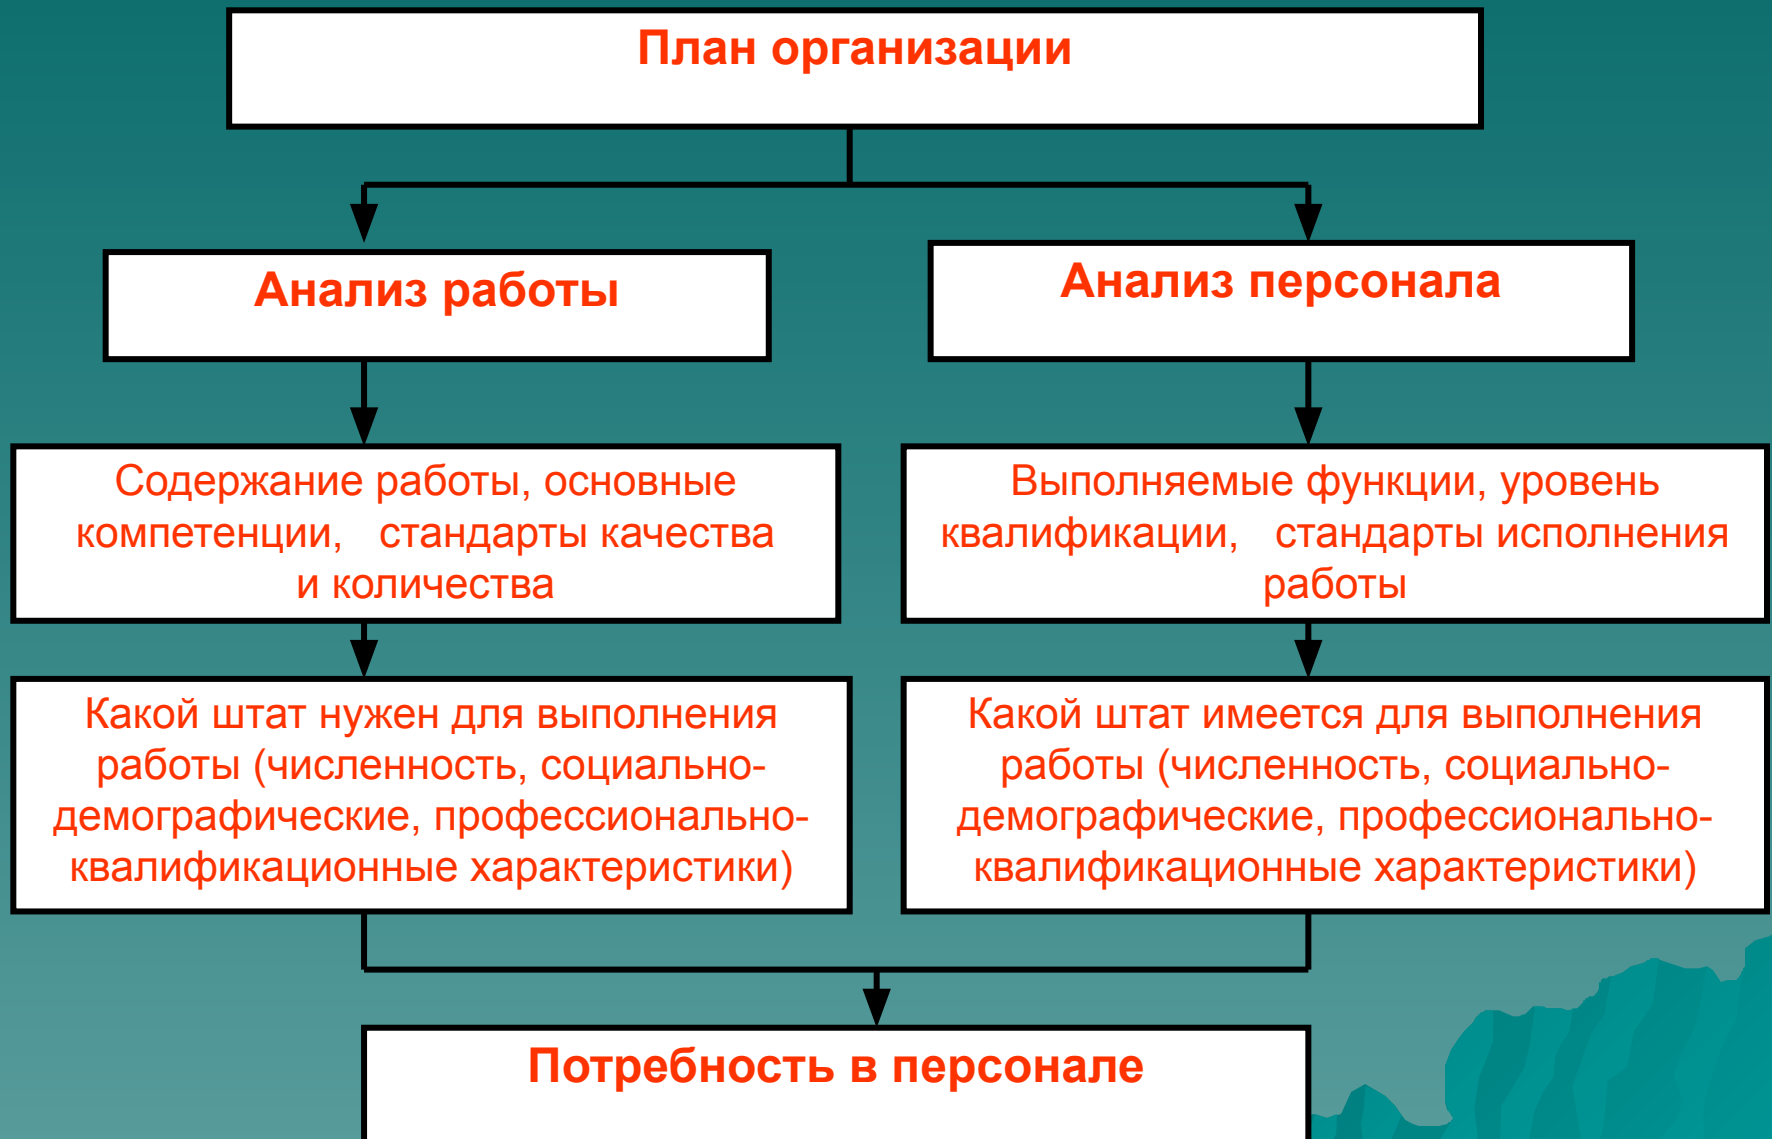 План организации
Анализ работы
Анализ персонала
Содержание работы, основные
компетенции, стандарты качества
и количества
Выполняемые функции, уровень
квалификации, стандарты исполнения
работы
Какой штат нужен для выполнения
работы (численность, социально-
демографические, профессионально-
квалификационные характеристики)
Какой штат имеется для выполнения
работы (численность, социально-
демографические, профессионально-
квалификационные характеристики)
Потребность в персонале